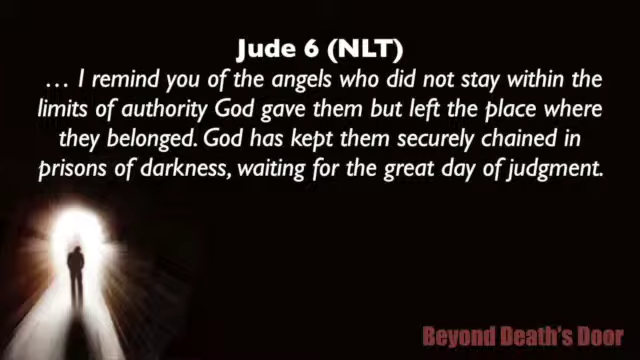 Jude 6 (NLT)
... I remind you of the angels who did not stay within the
limits of authority God gave them but left the place where
they belonged. God has kept them securely chained in
prisons of darkness, waiting for the great day of judgment.
Beyond Death's Door